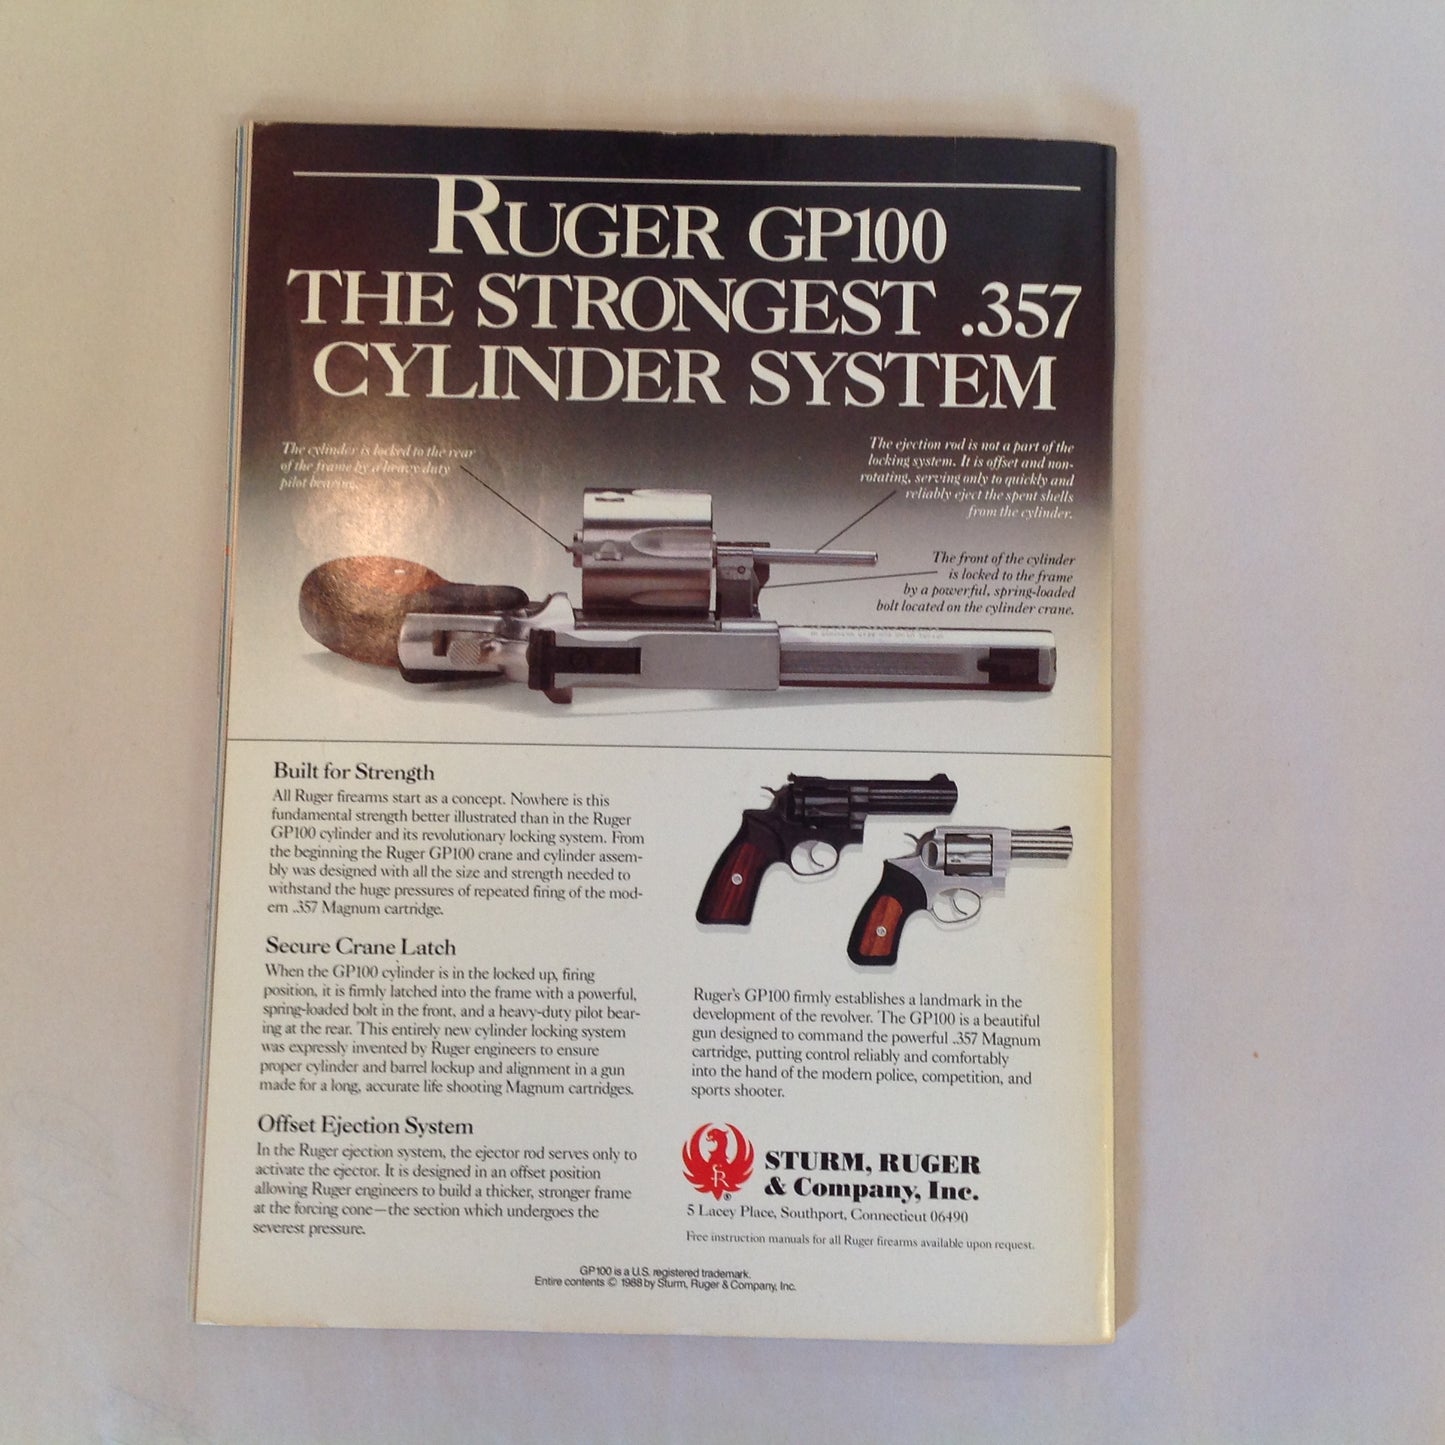 RUGER GP100
THE STRONGEST .357
CYLINDER SYSTEM
The cylinder is locked to the rear
of the frame by a heavy duty
pilot bearing.
The ejection rod is not a part of the
locking system. It is offset and non-
rotating, serving only to quickly and
reliably eject the spent shells
from the cylinder.
The front of the cylinder
is locked to the frame
by a powerful, spring-loaded
bolt located on the cylinder crane.
Built for Strength
All Ruger firearms start as a concept. Nowhere is this
fundamental strength better illustrated than in the Ruger
GP100 cylinder and its revolutionary locking system. From
the beginning the Ruger GP100 crane and cylinder assem-
bly was designed with all the size and strength needed to
withstand the huge pressures of repeated firing of the mod-
ern .357 Magnum cartridge.
Secure Crane Latch
When the GP100 cylinder is in the locked up, firing
position, it is firmly latched into the frame with a powerful,
spring-loaded bolt in the front, and a heavy-duty pilot bear-
ing at the rear. This entirely new cylinder locking system
was expressly invented by Ruger engineers to ensure
proper cylinder and barrel lockup and alignment in a gun
made for a long, accurate life shooting Magnum cartridges.
Offset Ejection System
In the Ruger ejection system, the ejector rod serves only to
activate the ejector. It is designed in an offset position
allowing Ruger engineers to build a thicker, stronger frame
at the forcing cone—the section which undergoes the
severest pressure.
Ruger's GP100 firmly establishes a landmark in the
development of the revolver. The GP100 is a beautiful
gun designed to command the powerful .357 Magnum
cartridge, putting control reliably and comfortably
into the hand of the modern police, competition, and
sports shooter.
SR
®
STURM, RUGER
& Company, Inc.
5 Lacey Place, Southport, Connecticut 06490
Free instruction manuals for all Ruger firearms available upon request.
GP100 is a U.S. registered trademark.
Entire contents © 1988 by Sturm, Ruger & Company, Inc.